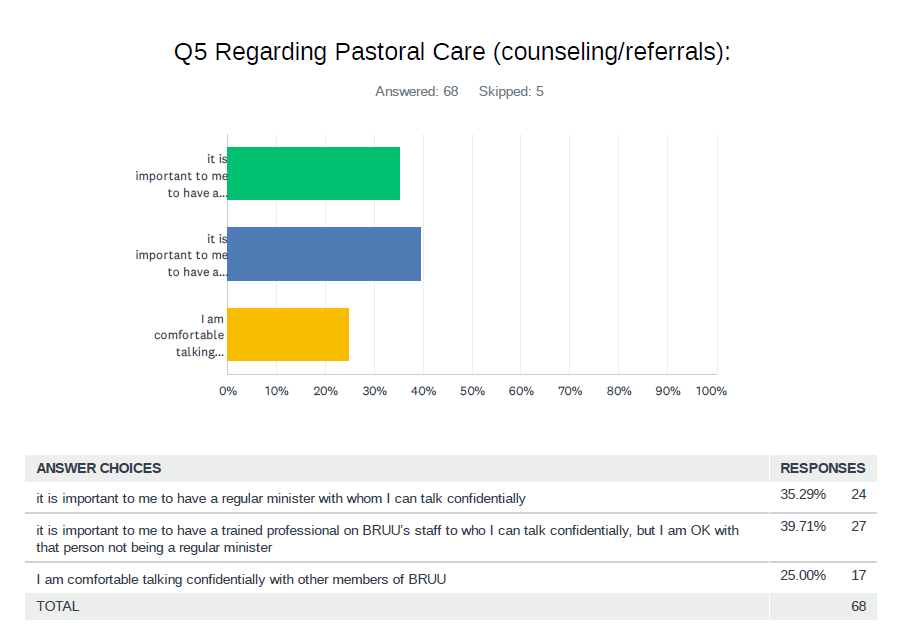 Q5 Regarding Pastoral Care (counseling/referrals):
Answered: 68 Skipped: 5
it is
important to me
to have a...
it is
important to me
to have a...
I am
comfortable
talking...
0% 10% 20% 30% 40% 50% 60% 70% 80% 90% 100%
ANSWER CHOICES RESPONSES
it is important to me to have a regular minister with whom I can talk confidentially 35.29% 24
it is important to me to have a trained professional on BRUU's staff to who I can talk confidentially, but I am OK with 39.71% 27
that person not being a regular minister
I am comfortable talking confidentially with other members of BRUU 25.00% 17
TOTAL 68